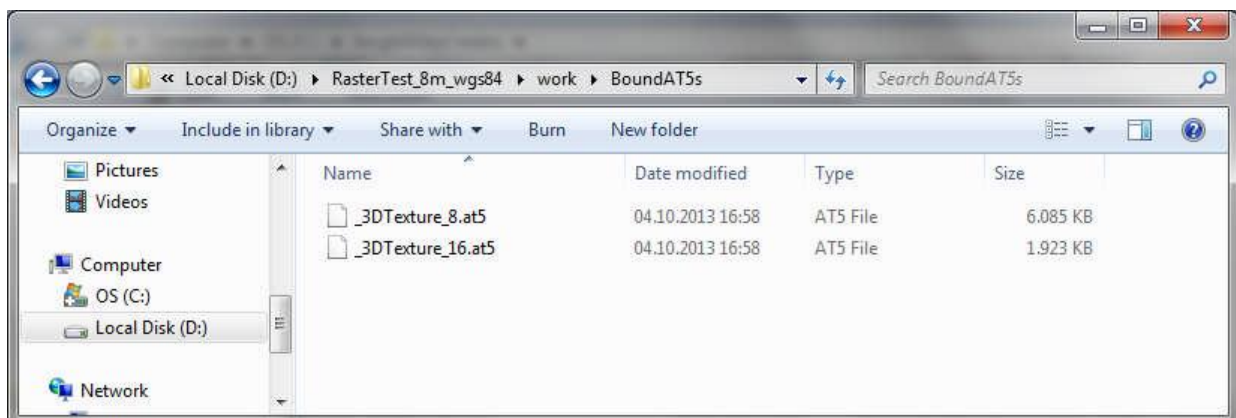 « Local Disk (D:) ▸ RasterTest_8m_wgs84 ▸ work ▸ BoundAT5s Search BoundAT5s
Organize Include in library Share with Burn New folder
Pictures
Videos
Computer
OS (C:)
Local Disk (D:)
Network
Name Date modified Type Size
_3DTexture_8.at5 04.10.2013 16:58 AT5 File 6.085 KB
_3DTexture_16.at5 04.10.2013 16:58 AT5 File 1.923 KB